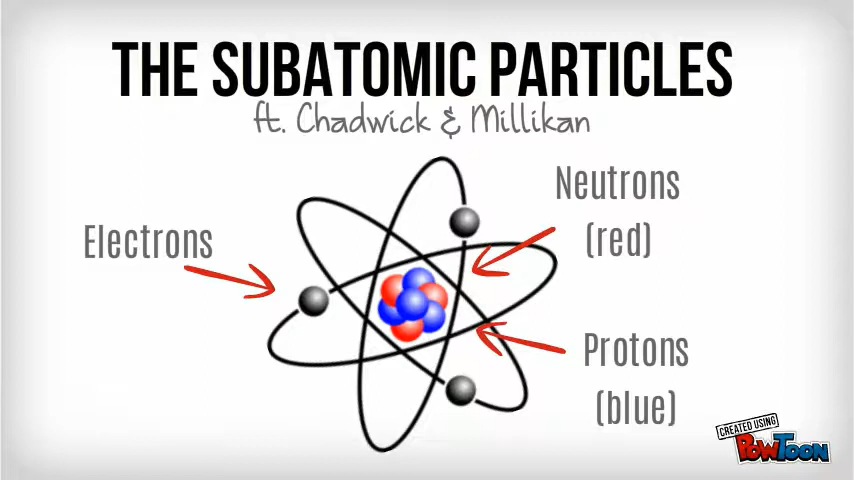 THE SUBATOMIC PARTICLES
ft. Chadwick & Millikan
Neutrons
(red)
Electrons
Protons
(blue)
CREATED USING
POWTOON